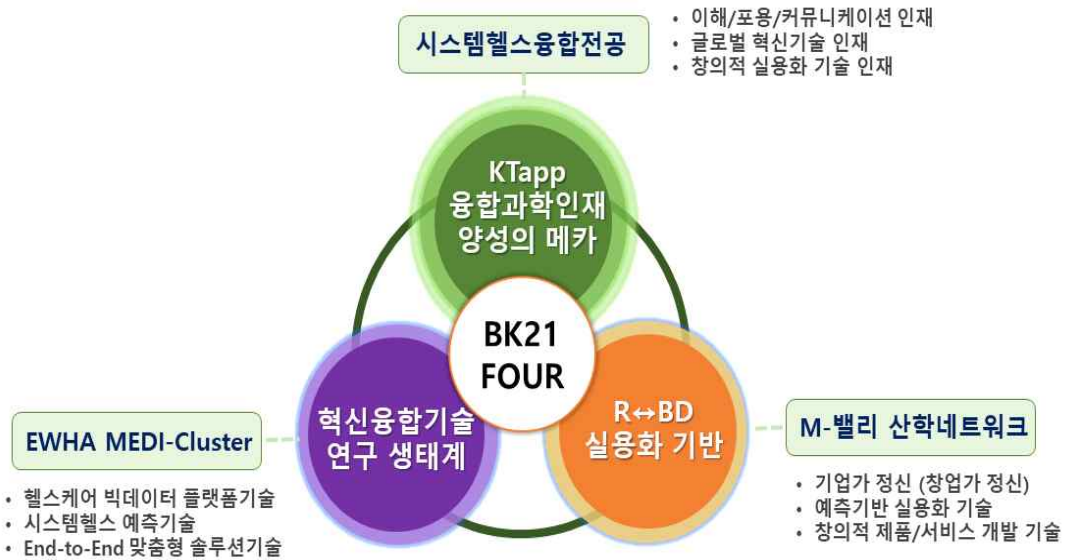 시스템헬스융합전공
• 이해/포용/커뮤니케이션 인재
• 글로벌 혁신기술 인재
• 창의적 실용화 기술 인재
KTapp
융합과학인재
양성의 메카
BK21
FOUR
혁신융합기술
연구 생태계
R↔BD
실용화 기반
EWHA MEDI-Cluster
• 헬스케어 빅데이터 플랫폼기술
• 시스템헬스 예측기술
• End-to-End 맞춤형 솔루션기술
M-밸리 산학네트워크
• 기업가 정신 (창업가 정신)
• 예측기반 실용화 기술
• 창의적 제품/서비스 개발 기술